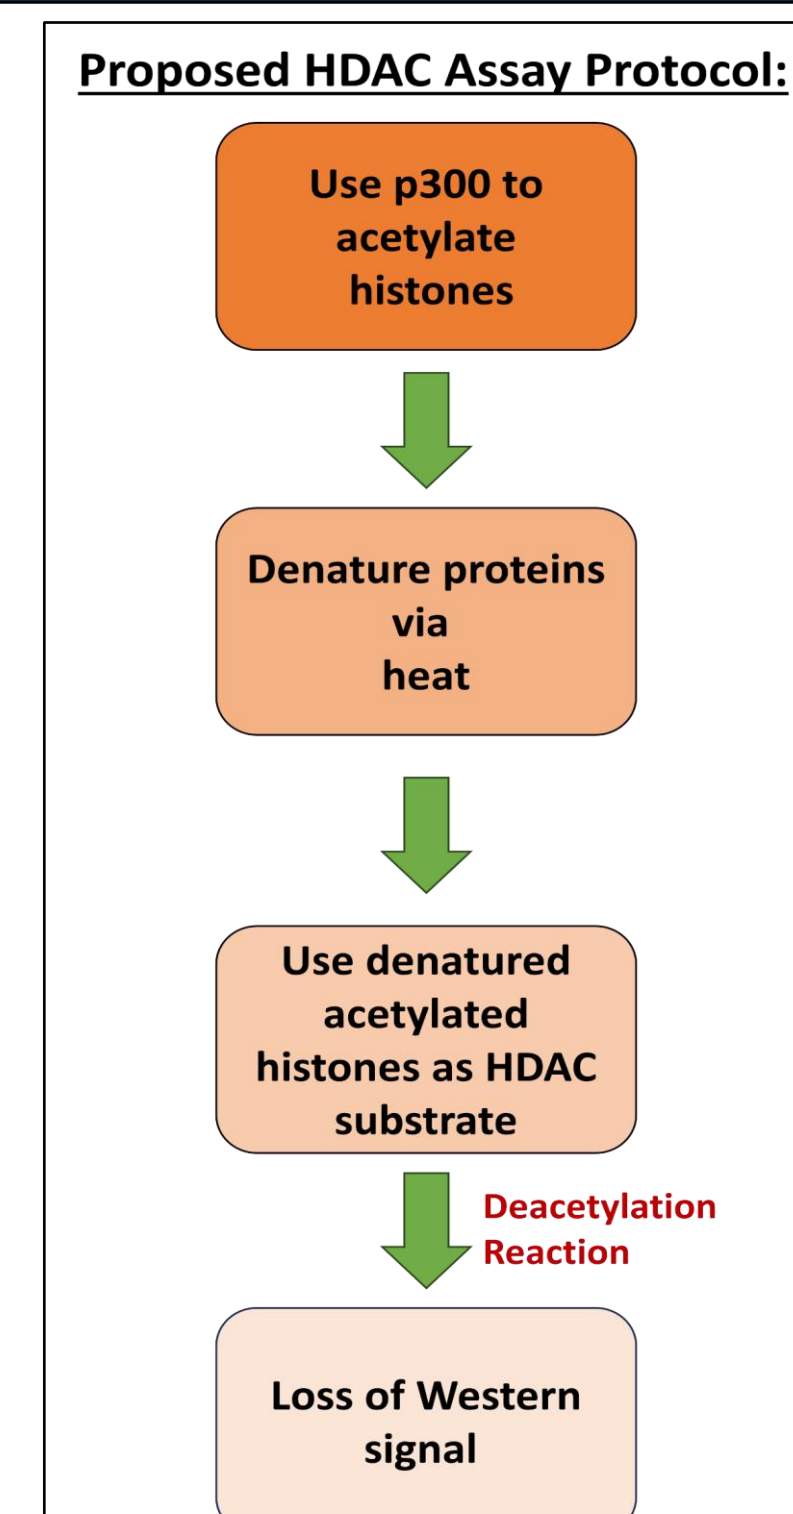 Proposed HDAC Assay Protocol:
Use p300 to
acetylate
histones
Denature proteins
via
heat
Use denatured
acetylated
histones as HDAC
substrate
Deacetylation
Reaction
Loss of Western
signal